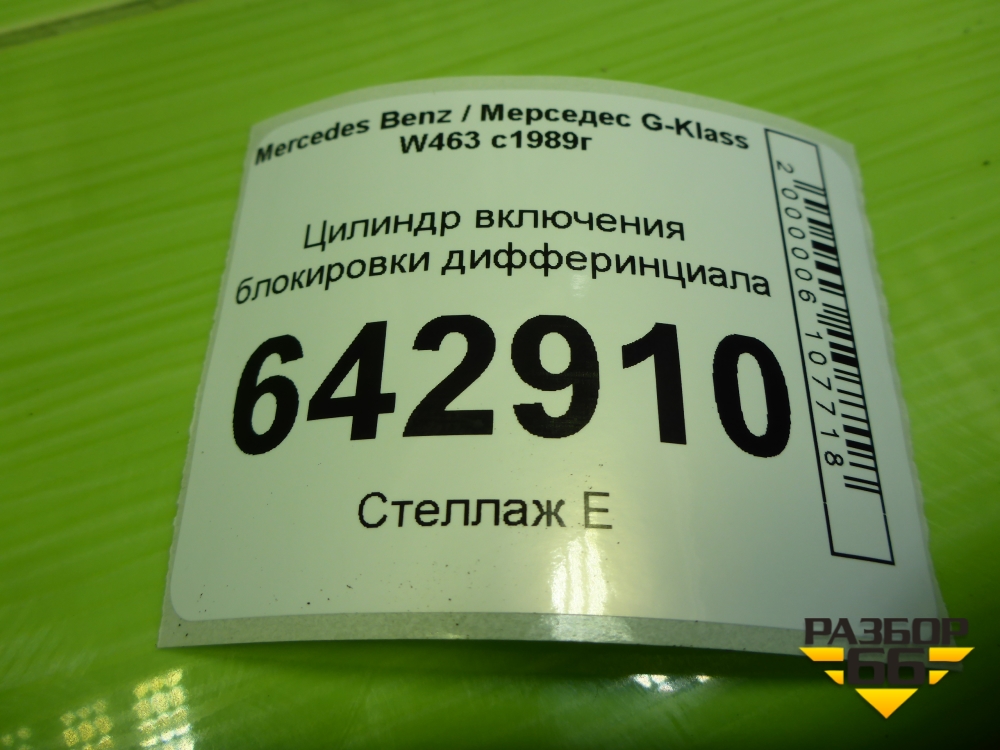 Mercedes Benz / Мерседес G-Klass
W463 с1989г
Цилиндр включения
блокировки дифферинциала
642910
Стеллаж Е
2000006107718
РАЗБОР
66